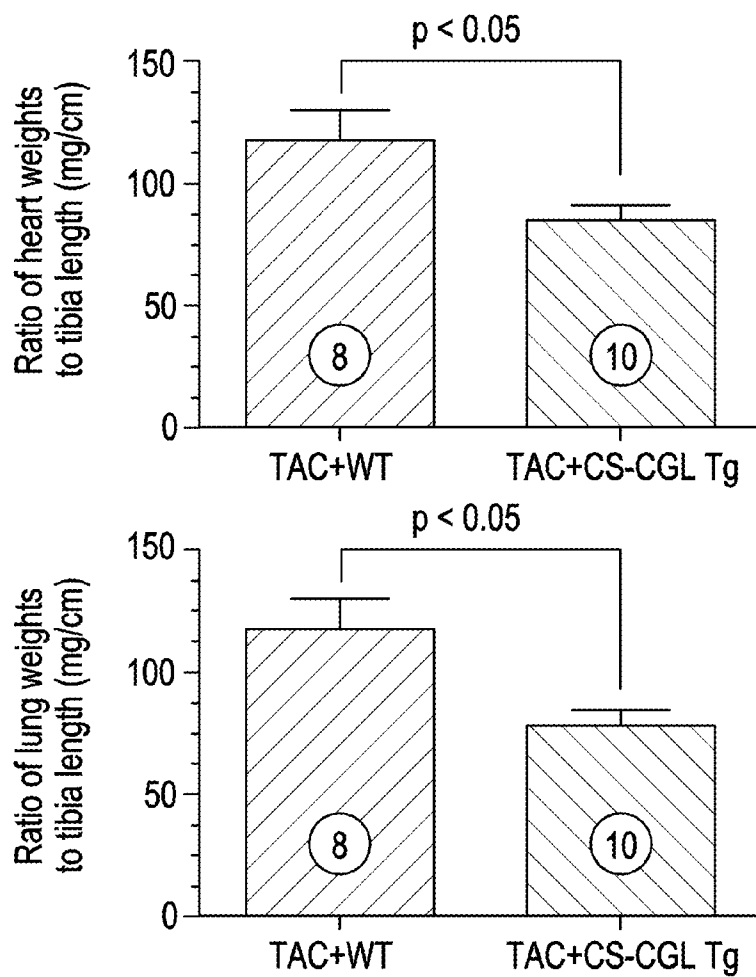 p < 0.05
Ratio of heart weights
to tibia length (mg/cm)
150
100
50
0
8
10
TAC+WT
TAC+CS-CGL Tg
p < 0.05
Ratio of lung weights
to tibia length (mg/cm)
150
100
50
0
8
10
TAC+WT
TAC+CS-CGL Tg